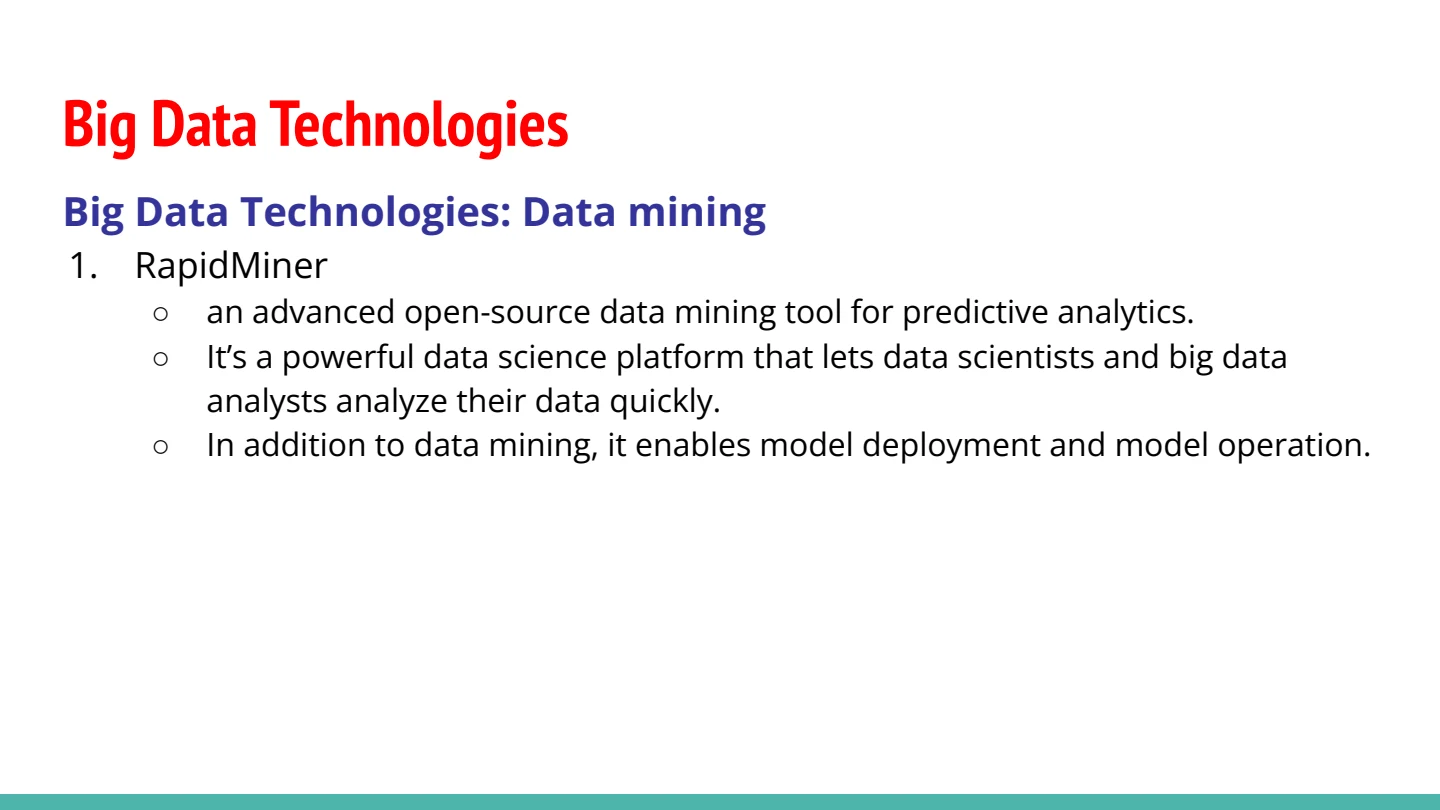 Big Data Technologies
Big Data Technologies: Data mining
1. RapidMiner
○ an advanced open-source data mining tool for predictive analytics.
○ It’s a powerful data science platform that lets data scientists and big data
analysts analyze their data quickly.
○ In addition to data mining, it enables model deployment and model operation.